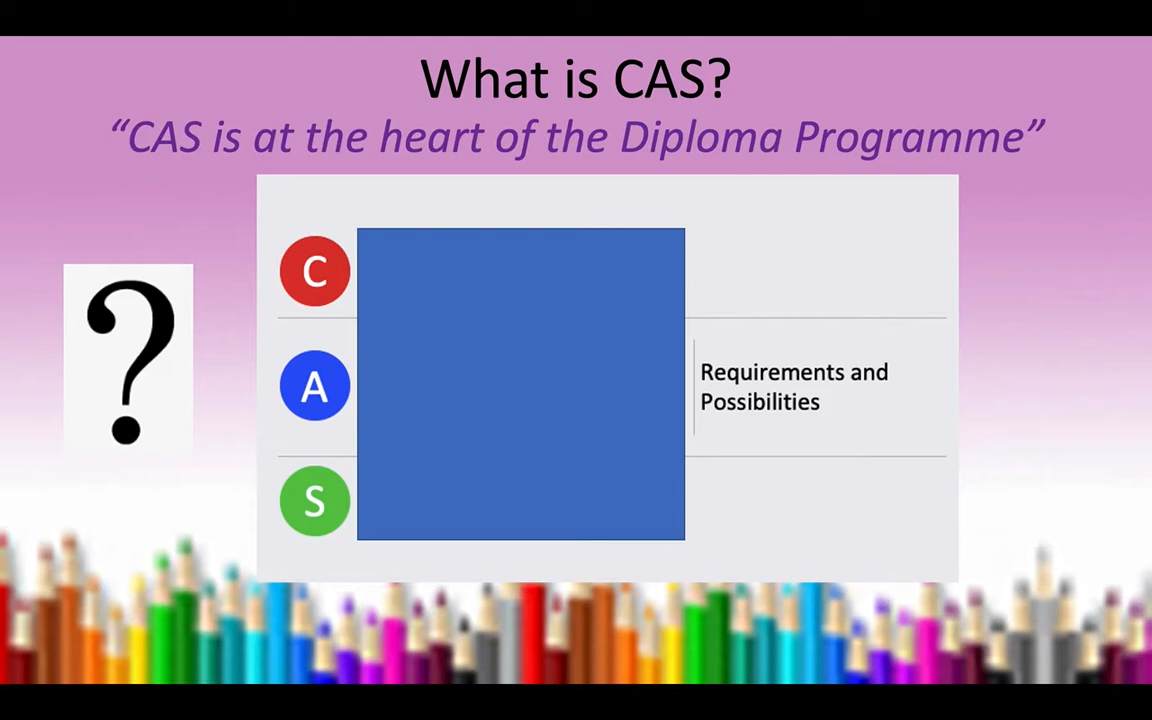 What is CAS?
“CAS is at the heart of the Diploma Programme”
?
C
A
Requirements and
Possibilities
S